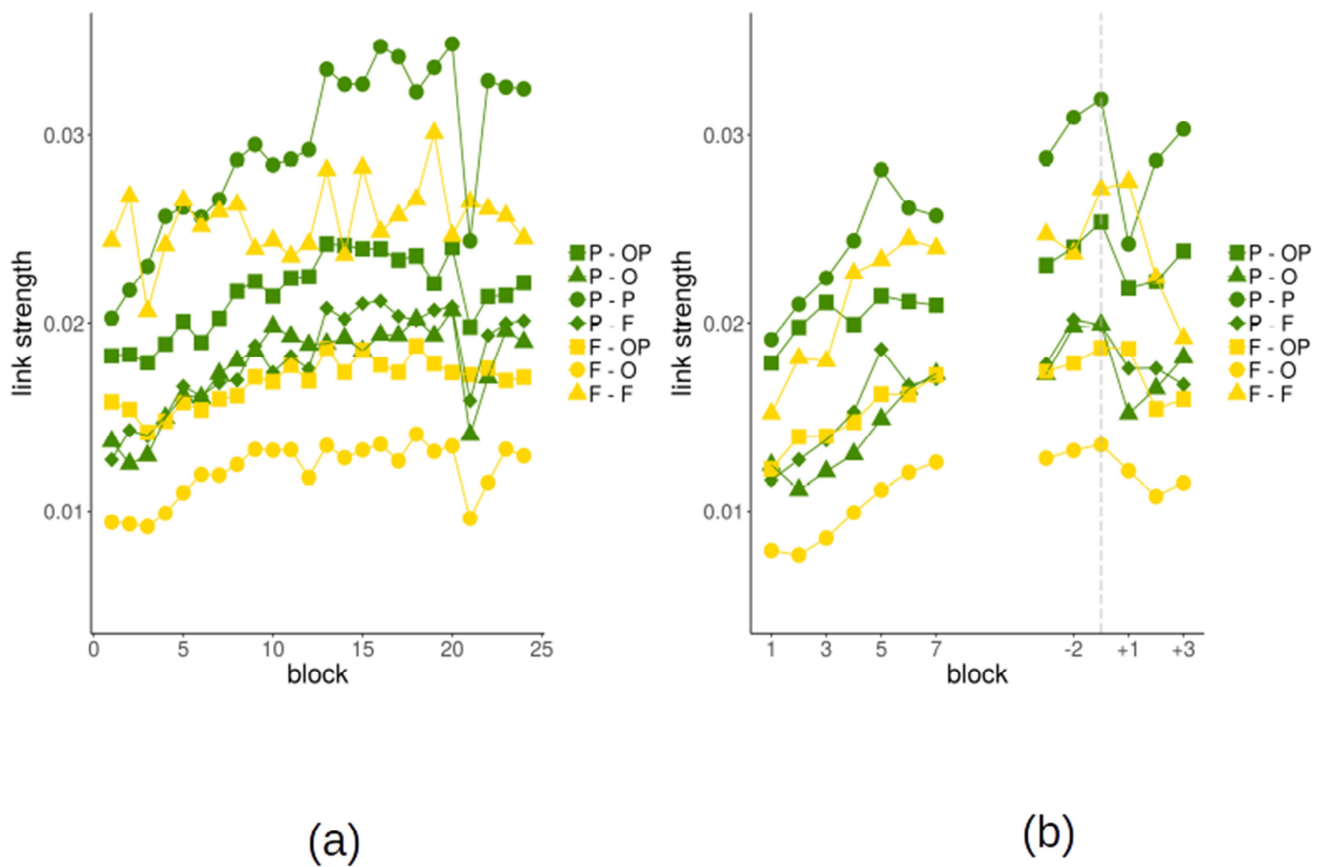 0.03
0.02
0.01
link strength
0
5
10
15
20
25
block
P - OP
P - O
P - P
P - F
F - OP
F - O
F - F
(a)
0.03
0.02
0.01
link strength
1
3
5
7
-2
+1
+3
block
P - OP
P - O
P - P
P - F
F - OP
F - O
F - F
(b)